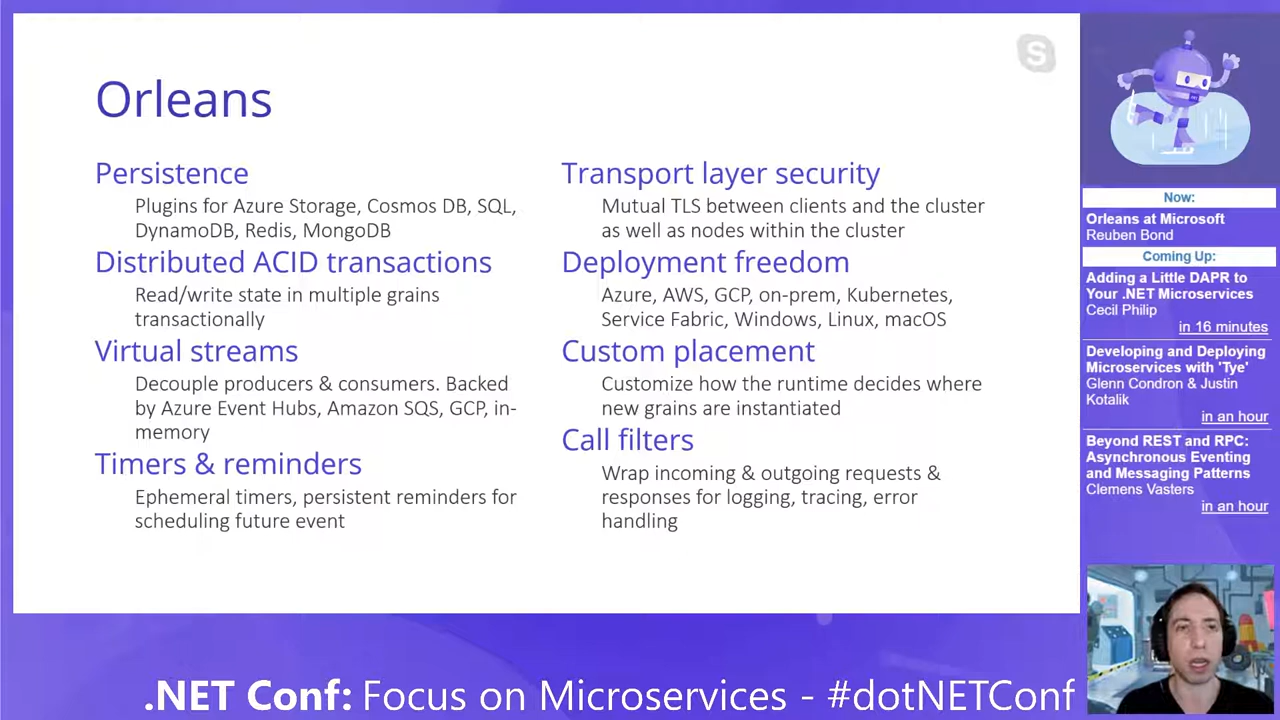 S
Orleans
Persistence
Plugins for Azure Storage, Cosmos DB, SQL,
DynamoDB, Redis, MongoDB
Distributed ACID transactions
Read/write state in multiple grains
transactionally
Virtual streams
Decouple producers & consumers. Backed
by Azure Event Hubs, Amazon SQS, GCP, in-
memory
Timers & reminders
Ephemeral timers, persistent reminders for
scheduling future event
Transport layer security
Mutual TLS between clients and the cluster
as well as nodes within the cluster
Deployment freedom
Azure, AWS, GCP, on-prem, Kubernetes,
Service Fabric, Windows, Linux, macOS
Custom placement
Customize how the runtime decides where
new grains are instantiated
Call filters
Wrap incoming & outgoing requests &
responses for logging, tracing, error
handling
Now:
Orleans at Microsoft
Reuben Bond
Coming Up:
Adding a Little DAPR to
Your .NET Microservices
Cecil Philip
in 16 minutes
Developing and Deploying
Microservices with 'Tye'
Glenn Condron & Justin
Kotalik
in an hour
Beyond REST and RPC:
Asynchronous Eventing
and Messaging Patterns
Clemens Vasters
in an hour
.NET Conf: Focus on Microservices - #dotNETConf